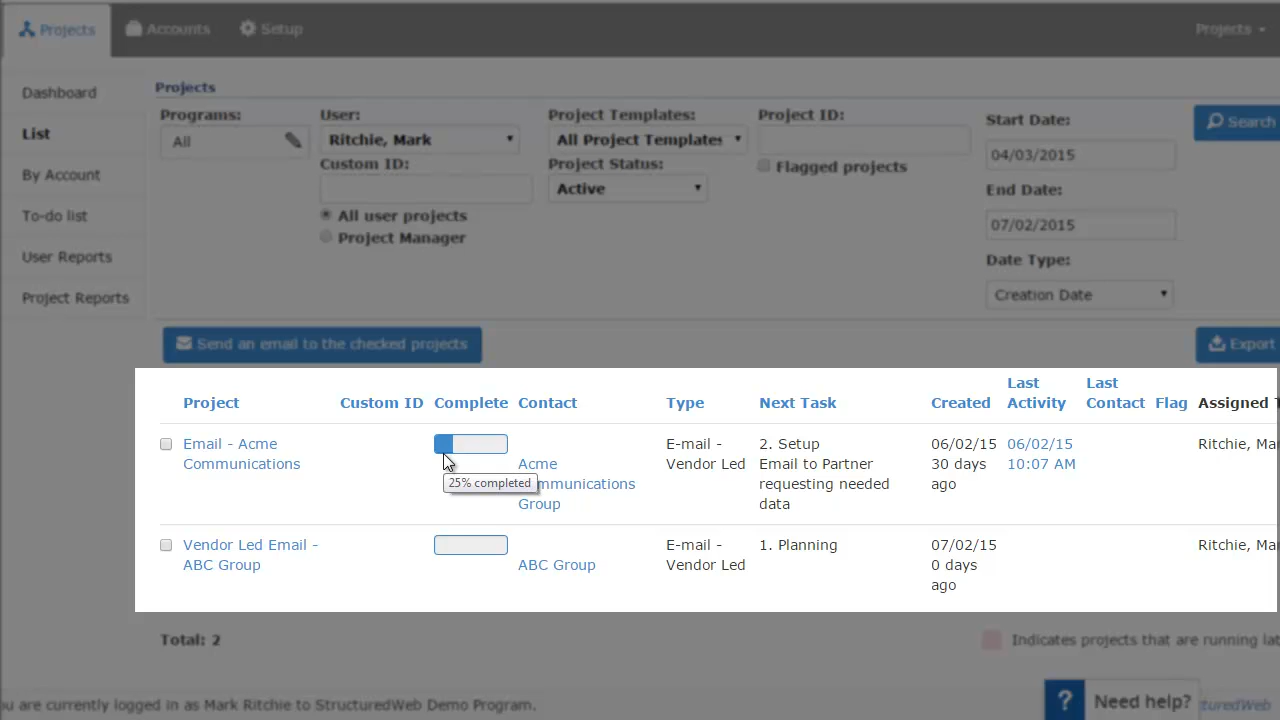 Projects
Accounts
Setup
Projects
Dashboard
List
By Account
To-do list
User Reports
Project Reports
Projects
Programs:
All
User:
Ritchie, Mark
Custom ID:
All user projects
Project Manager
Project Templates:
All Project Templates
Project Status:
Active
Project ID:
Flagged projects
Start Date:
04/03/2015
End Date:
07/02/2015
Date Type:
Creation Date
Search
Send an email to the checked projects
Export
Project
Custom ID
Complete
Contact
Type
Next Task
Created
Last
Activity
Last
Contact
Flag
Assigned
Email - Acme
Communications
25% completed
Acme
mmunications
Group
E-mail -
Vendor Led
2. Setup
Email to Partner
requesting needed
data
06/02/15
30 days
ago
06/02/15
10:07 AM
Ritchie,
Vendor Led Email -
ABC Group
ABC Group
E-mail -
Vendor Led
1. Planning
07/02/15
0 days
ago
Ritchie,
Total: 2
Indicates projects that are running
ou are currently logged in as Mark Ritchie to StructuredWeb Demo Program.
? Need help?
turedWeb